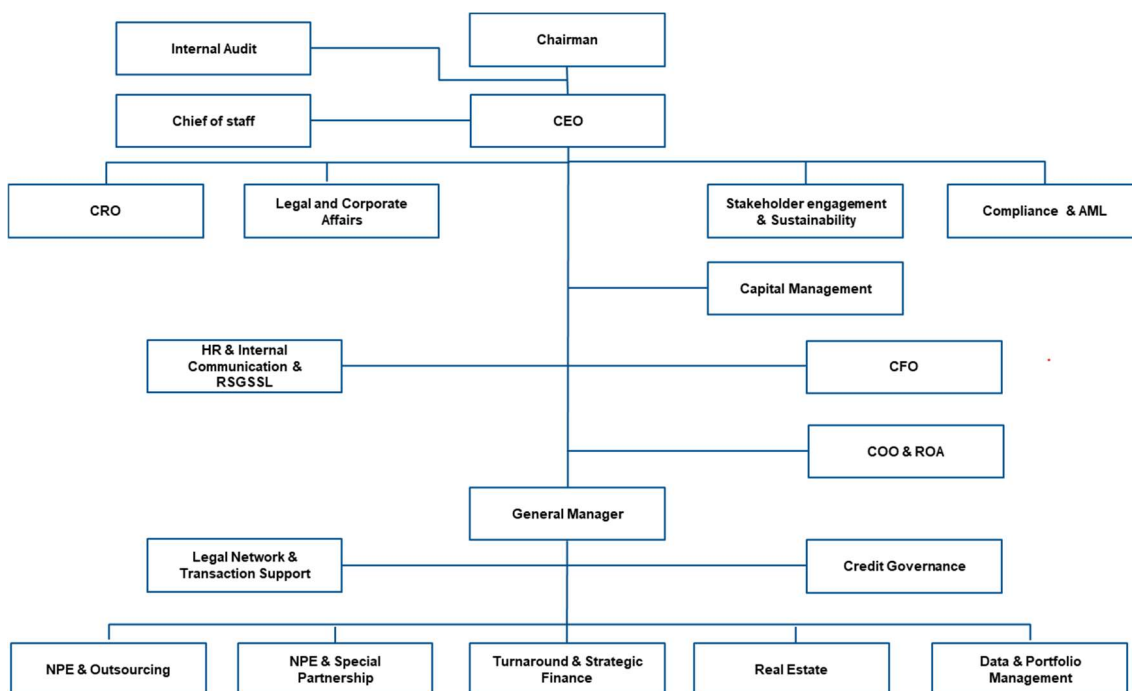 Chairman
Internal Audit
Chief of staff
CEO
CRO
Legal and Corporate
Affairs
Stakeholder engagement
& Sustainability
Compliance & AML
Capital Management
HR & Internal
Communication &
RSGSSL
CFO
COO & ROA
General Manager
Legal Network &
Transaction Support
Credit Governance
NPE & Outsourcing
NPE & Special
Partnership
Turnaround & Strategic
Finance
Real Estate
Data & Portfolio
Management